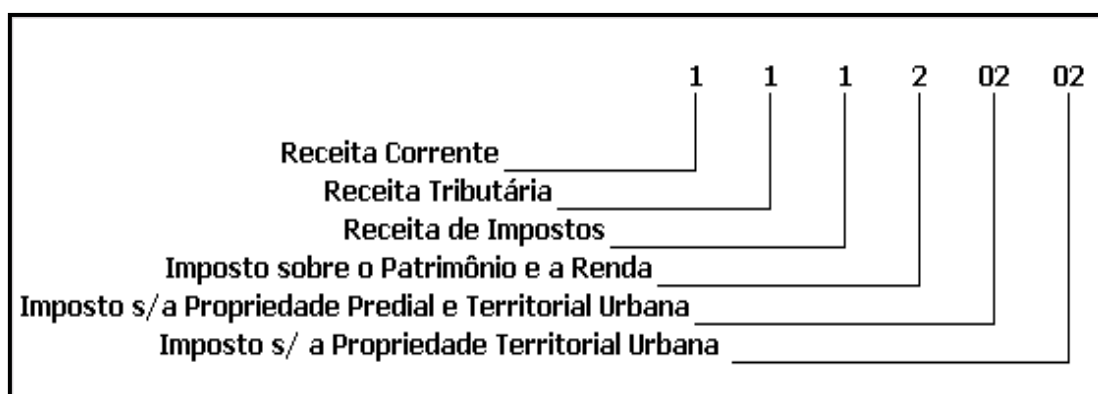 1 1 1 2 02 02
Receita Corrente
Receita Tributária
Receita de Impostos
Imposto sobre o Patrimônio e a Renda
Imposto s/a Propriedade Predial e Territorial Urbana
Imposto s/ a Propriedade Territorial Urbana